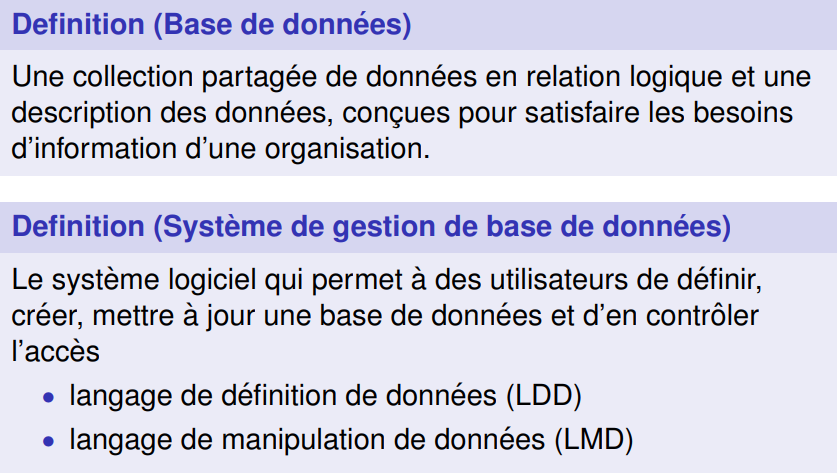 Definition (Base de données)
Une collection partagée de données en relation logique et une
description des données, conçues pour satisfaire les besoins
d'information d'une organisation.
Definition (Système de gestion de base de données)
Le système logiciel qui permet à des utilisateurs de définir,
créer, mettre à jour une base de données et d'en contrôler
l'accès
• langage de définition de données (LDD)
• langage de manipulation de données (LMD)